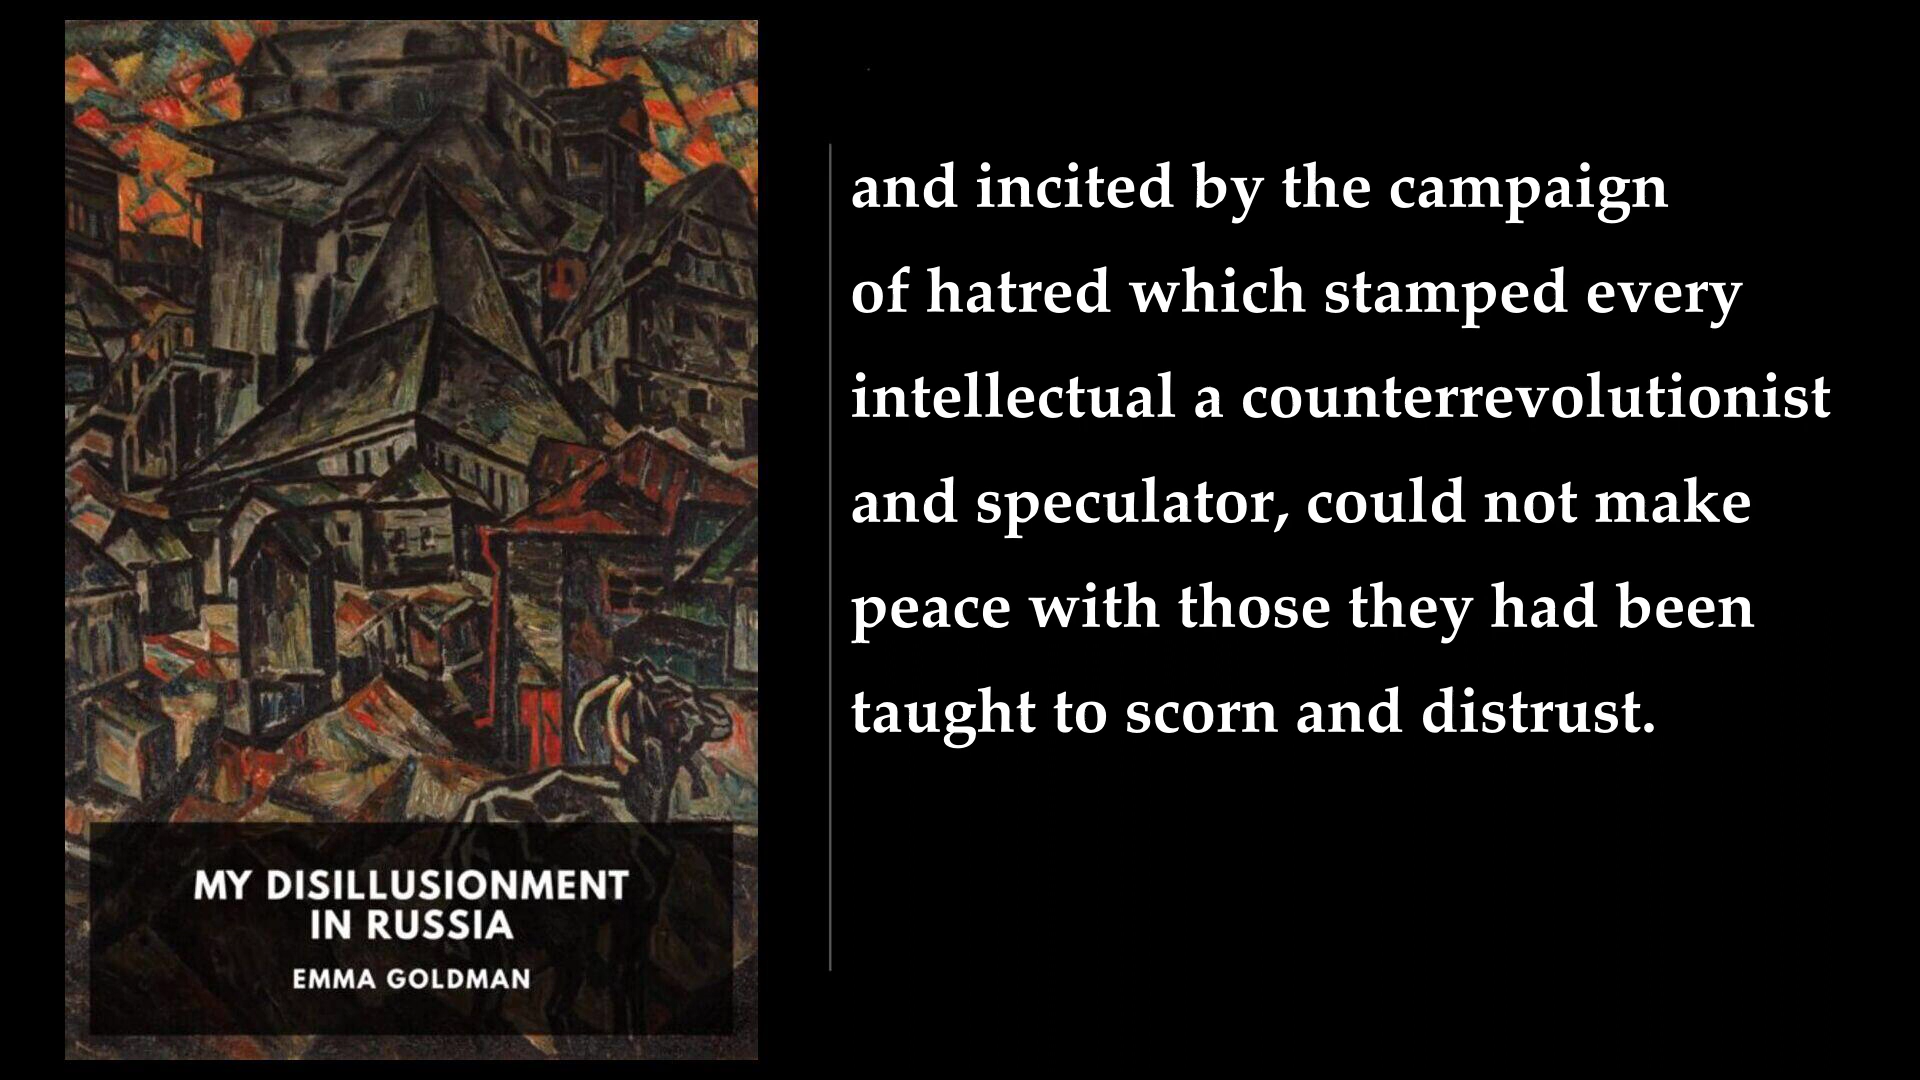 MY DISILLUSIONMENT
IN RUSSIA
EMMA GOLDMAN
and incited by the campaign
of hatred which stamped every
intellectual a counterrevolutionist
and speculator, could not make
peace with those they had been
taught to scorn and distrust.